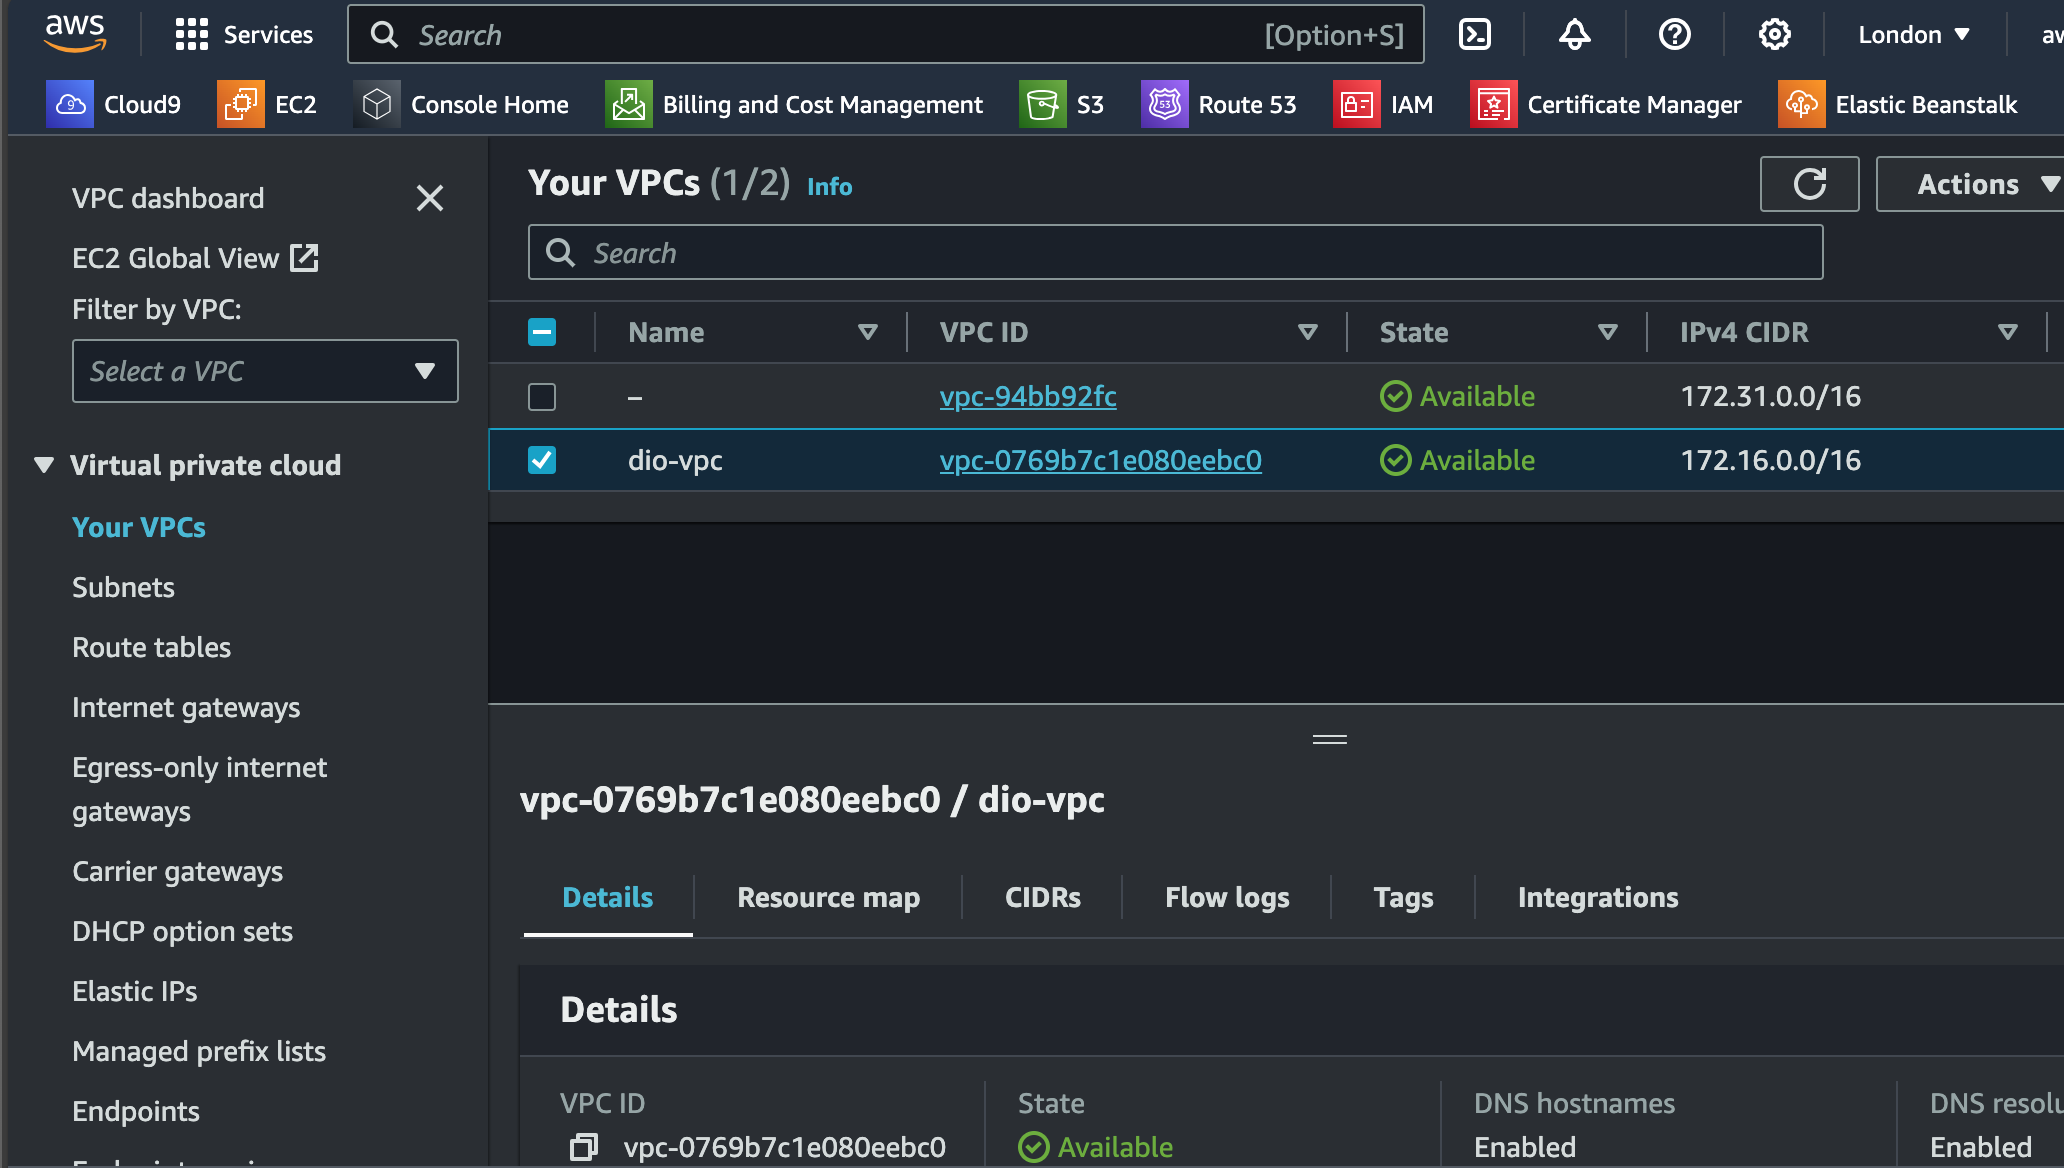 aws
Services
Search [Option+S]
London
Cloud9 EC2 Console Home Billing and Cost Management S3 Route 53 IAM Certificate Manager Elastic Beanstalk
VPC dashboard
EC2 Global View
Filter by VPC:
Select a VPC
Virtual private cloud
Your VPCs
Subnets
Route tables
Internet gateways
Egress-only internet
gateways
Carrier gateways
DHCP option sets
Elastic IPs
Managed prefix lists
Endpoints
Your VPCs (1/2) Info
Actions
Search
Name VPC ID State IPv4 CIDR
– vpc-94bb92fc Available 172.31.0.0/16
dio-vpc vpc-0769b7c1e080eebc0 Available 172.16.0.0/16
vpc-0769b7c1e080eebc0 / dio-vpc
Details Resource map CIDRs Flow logs Tags Integrations
Details
VPC ID State DNS hostnames DNS resolu
vpc-0769b7c1e080eebc0 Available Enabled Enabled